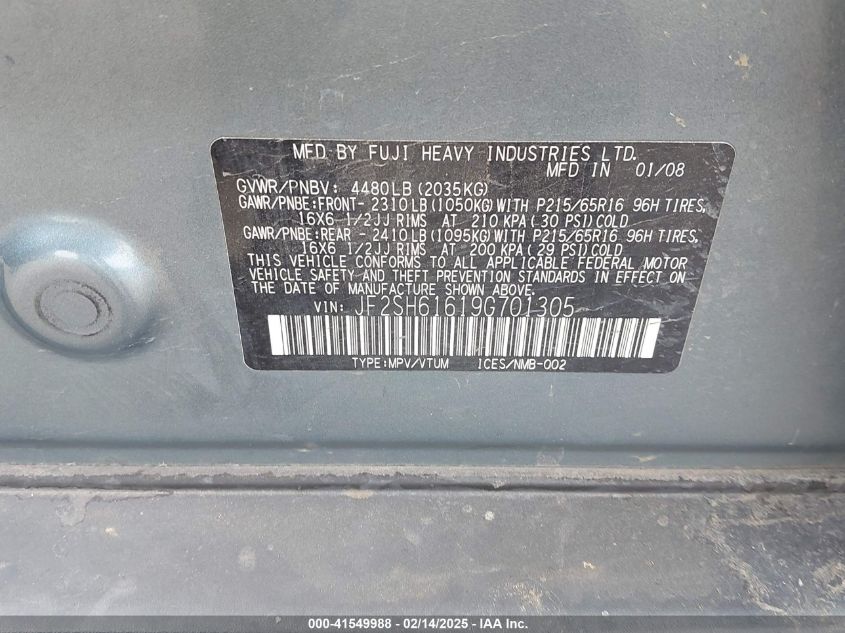 MFD BY FUJI HEAVY INDUSTRIES LTD.
MFD IN 01/08
GVWR/PNBV: 4480LB(2035KG)
GAWR/PNBE:FRONT- 2310LB(1050KG)WITH P215/65R16 96H TIRES,
16X6 1/2JJ RIMS AT 210 KPA( 30 PSI)COLD
GAWR/PNBE:REAR - 2410LB(1095KG)WITH P215/65R16 96H TIRES,
16X6 1/2JJ RIMS AT 200 KPA( 29 PSI)COLD
THIS VEHICLE CONFORMS TO ALL APPLICABLE FEDERAL MOTOR
VEHICLE SAFETY AND THEFT PREVENTION STANDARDS IN EFFECT ON
THE DATE OF MANUFACTURE SHOWN ABOVE.
VIN: JF2SH61619G701305
TYPE:MPV/VTUM ICES/NMB-002
000-41549988 - 02/14/2025 - IAA Inc.